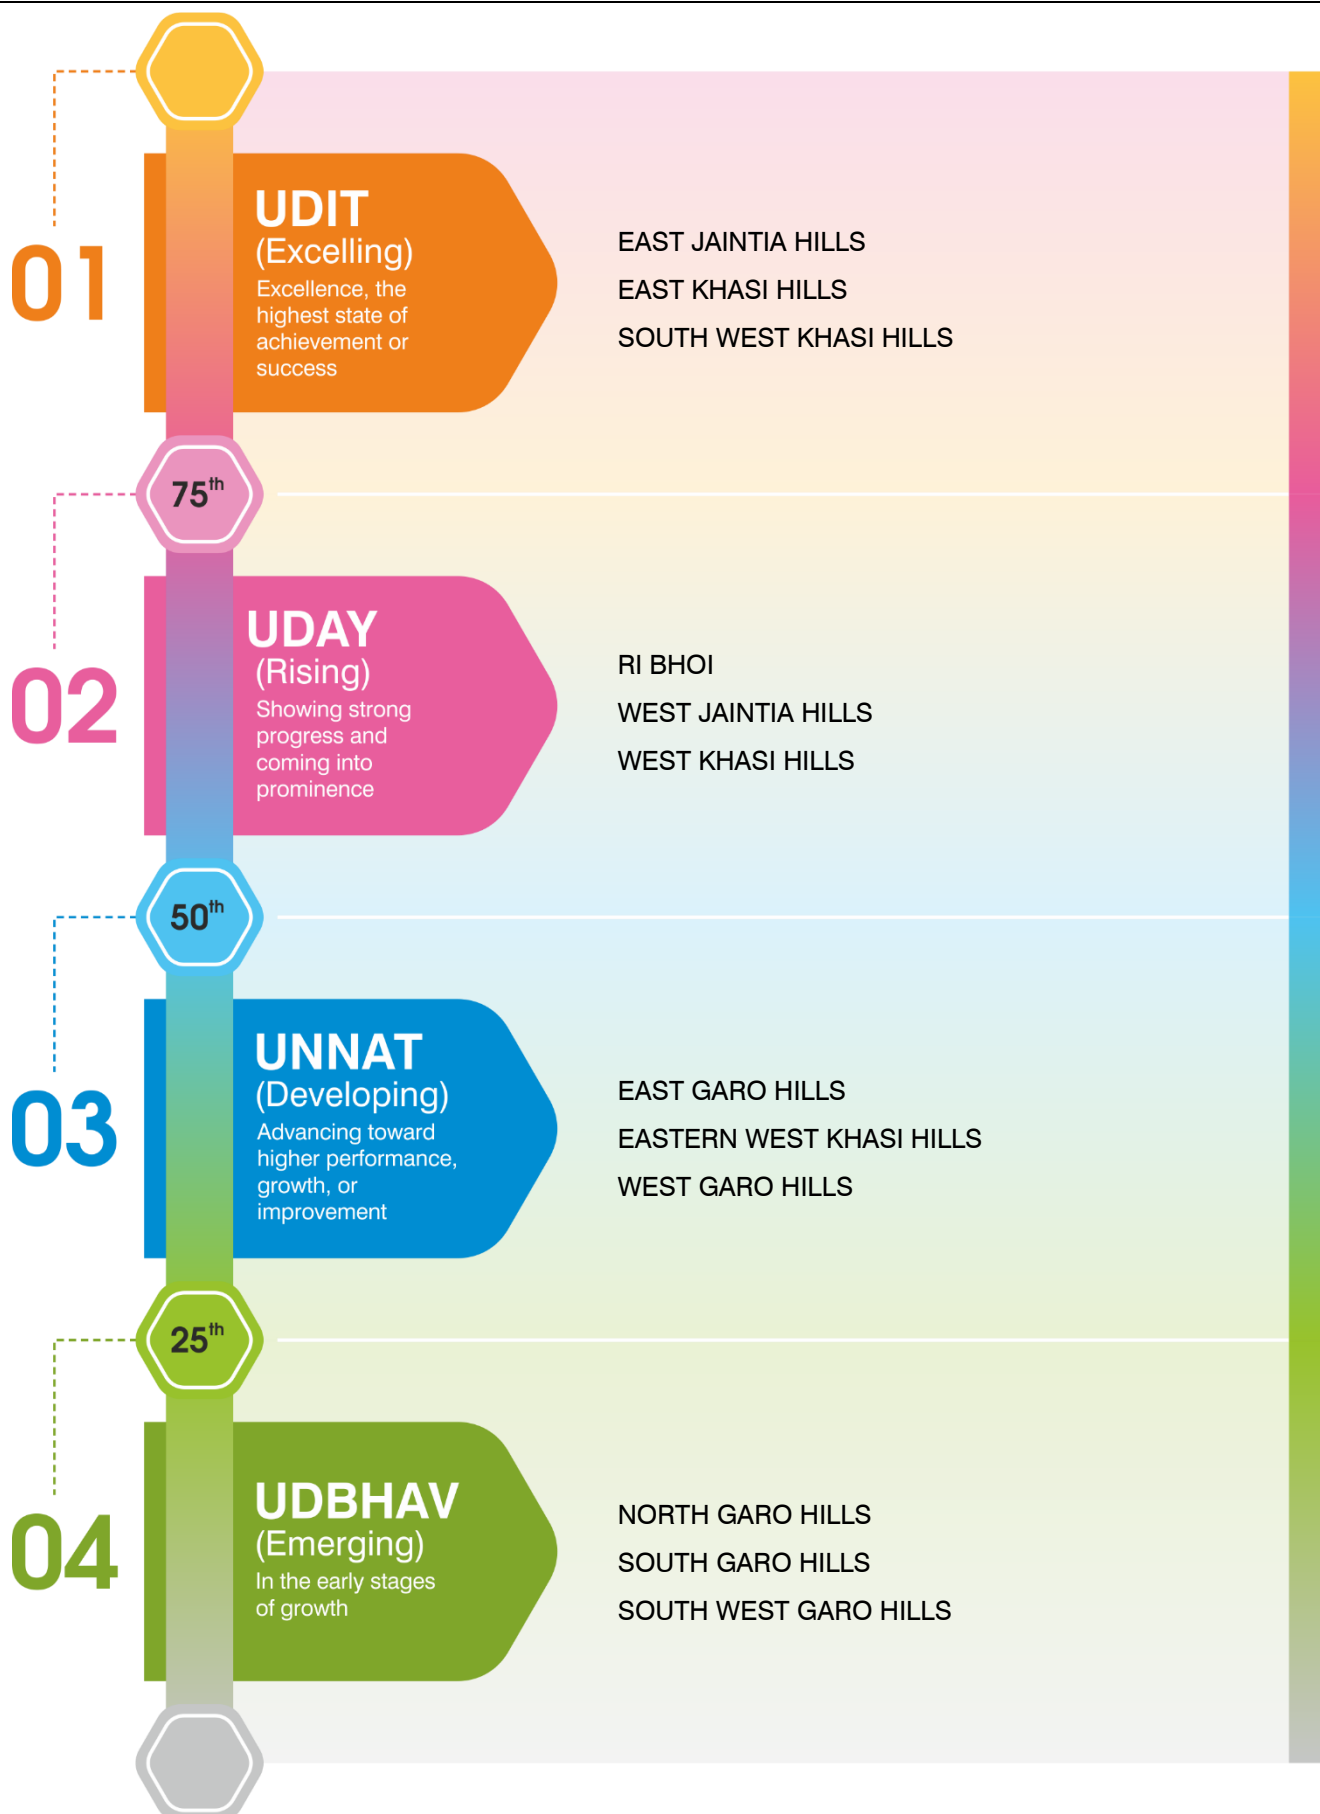 01
UDIT
(Excelling)
Excellence, the
highest state of
achievement or
success
EAST JAINTIA HILLS
EAST KHASI HILLS
SOUTH WEST KHASI HILLS
75th
02
UDAY
(Rising)
Showing strong
progress and
coming into
prominence
RI BHOI
WEST JAINTIA HILLS
WEST KHASI HILLS
50th
03
UNNAT
(Developing)
Advancing toward
higher performance,
growth, or
improvement
EAST GARO HILLS
EASTERN WEST KHASI HILLS
WEST GARO HILLS
25th
04
UDBHAV
(Emerging)
In the early stages
of growth
NORTH GARO HILLS
SOUTH GARO HILLS
SOUTH WEST GARO HILLS